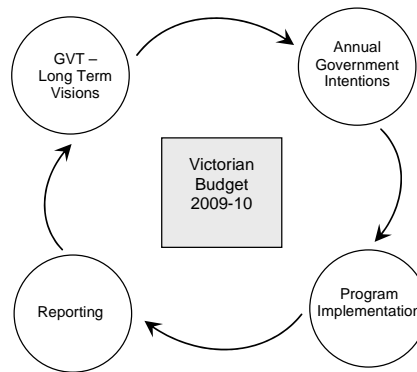 GVT –
Long Term
Visions
Annual
Government
Intentions
Victorian
Budget
2009-10
Reporting
Program
Implementation